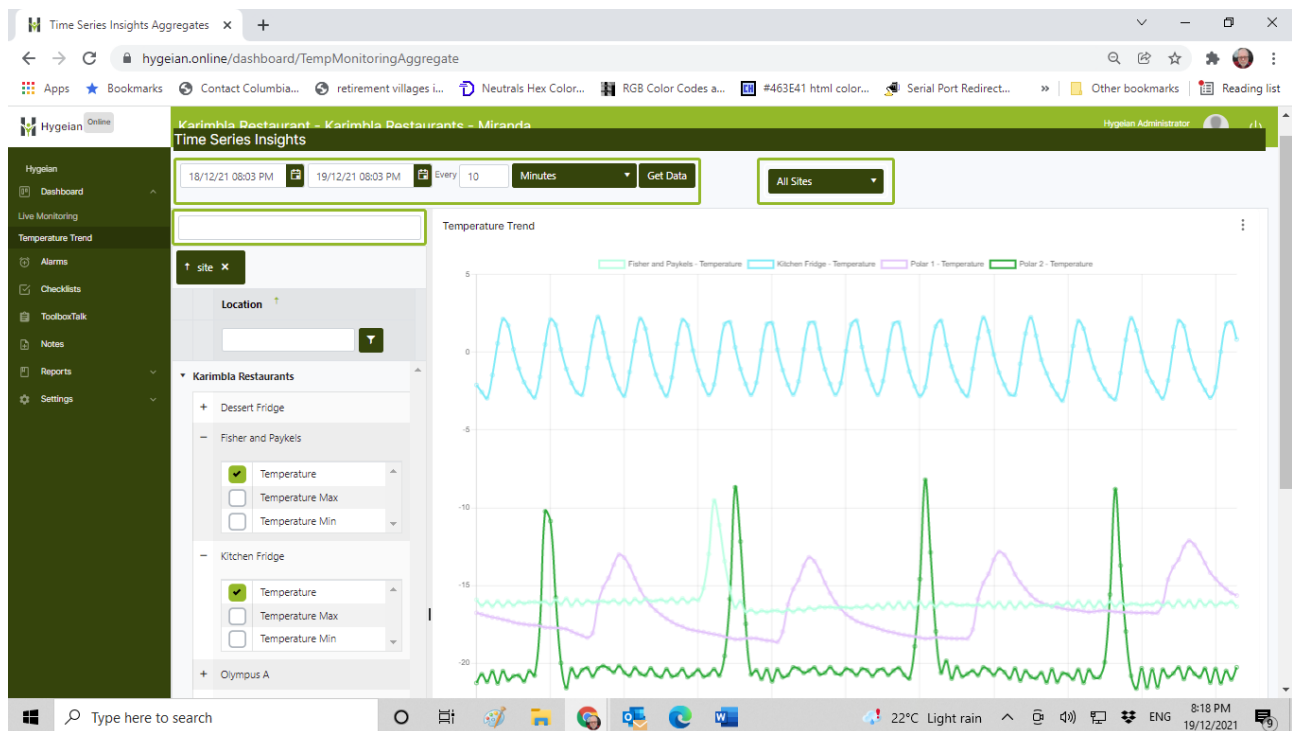 Time Series Insights Aggregates
hygeian.online/dashboard/TempMonitoringAggregate
Apps Bookmarks Contact Columbia... retirement villages i... Neutrals Hex Color... RGB Color Codes a... CH #463E41 html color... Serial Port Redirect... » Other bookmarks Reading list
Hygeian Online
Karimbla Restaurant - Karimbla Restaurants - Miranda
Hygeian Administrator
Time Series Insights
Hygeian
Dashboard
Live Monitoring
Temperature Trend
Alarms
Checklists
ToolboxTalk
Notes
Reports
Settings
18/12/21 08:03 PM 19/12/21 08:03 PM Every 10 Minutes Get Data
All Sites
↑ site ×
Location ↑
Karimbla Restaurants
+ Dessert Fridge
− Fisher and Paykels
Temperature
Temperature Max
Temperature Min
− Kitchen Fridge
Temperature
Temperature Max
Temperature Min
+ Olympus A
Temperature Trend
Fisher and Paykels - Temperature Kitchen Fridge - Temperature Polar 1 - Temperature Polar 2 - Temperature
5
0
-5
-10
-15
-20
Type here to search
22°C Light rain
ENG
8:18 PM
19/12/2021
9